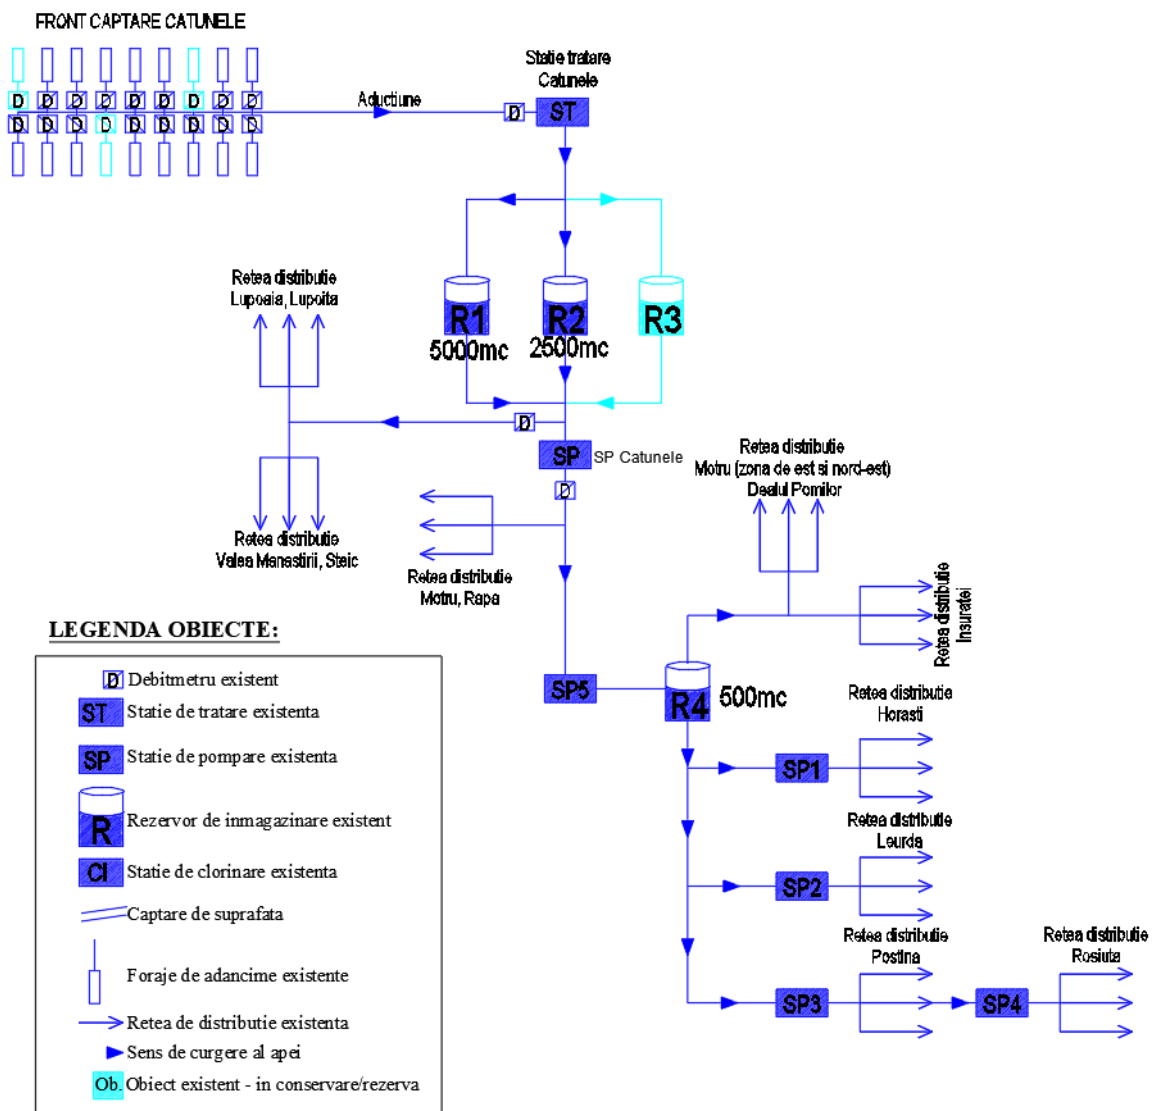 FRONT CAPTARE CATUNELE
Statie tratare
Catunele
D D D D D D D D D
Aductiune
D
ST
D D D D D D D D D
Retea distributie
Lupoaia, Lupoita
R1
R2
R3
5000mc
2500mc
D
SP
SP Catunele
D
Retea distributie
Motru (zona de est si nord-est)
Dealul Pomilor
Retea distributie
Valea Manastirii, Steic
Retea distributie
Motru, Rapa
Retea distributie
Insuratei
SP5
R4
500mc
Retea distributie
Horasti
SP1
Retea distributie
Leurda
SP2
Retea distributie
Postina
SP3
Retea distributie
Rosiuta
SP4
LEGENDA OBIECTE:
D Debitmetru existent
ST Statie de tratare existenta
SP Statie de pompare existenta
R Rezervor de inmagazinare existent
Cl Statie de clorinare existenta
Captare de suprafata
Foraje de adancime existente
Retea de distributie existenta
Sens de curgere al apei
Ob. Obiect existent - in conservare/rezerva